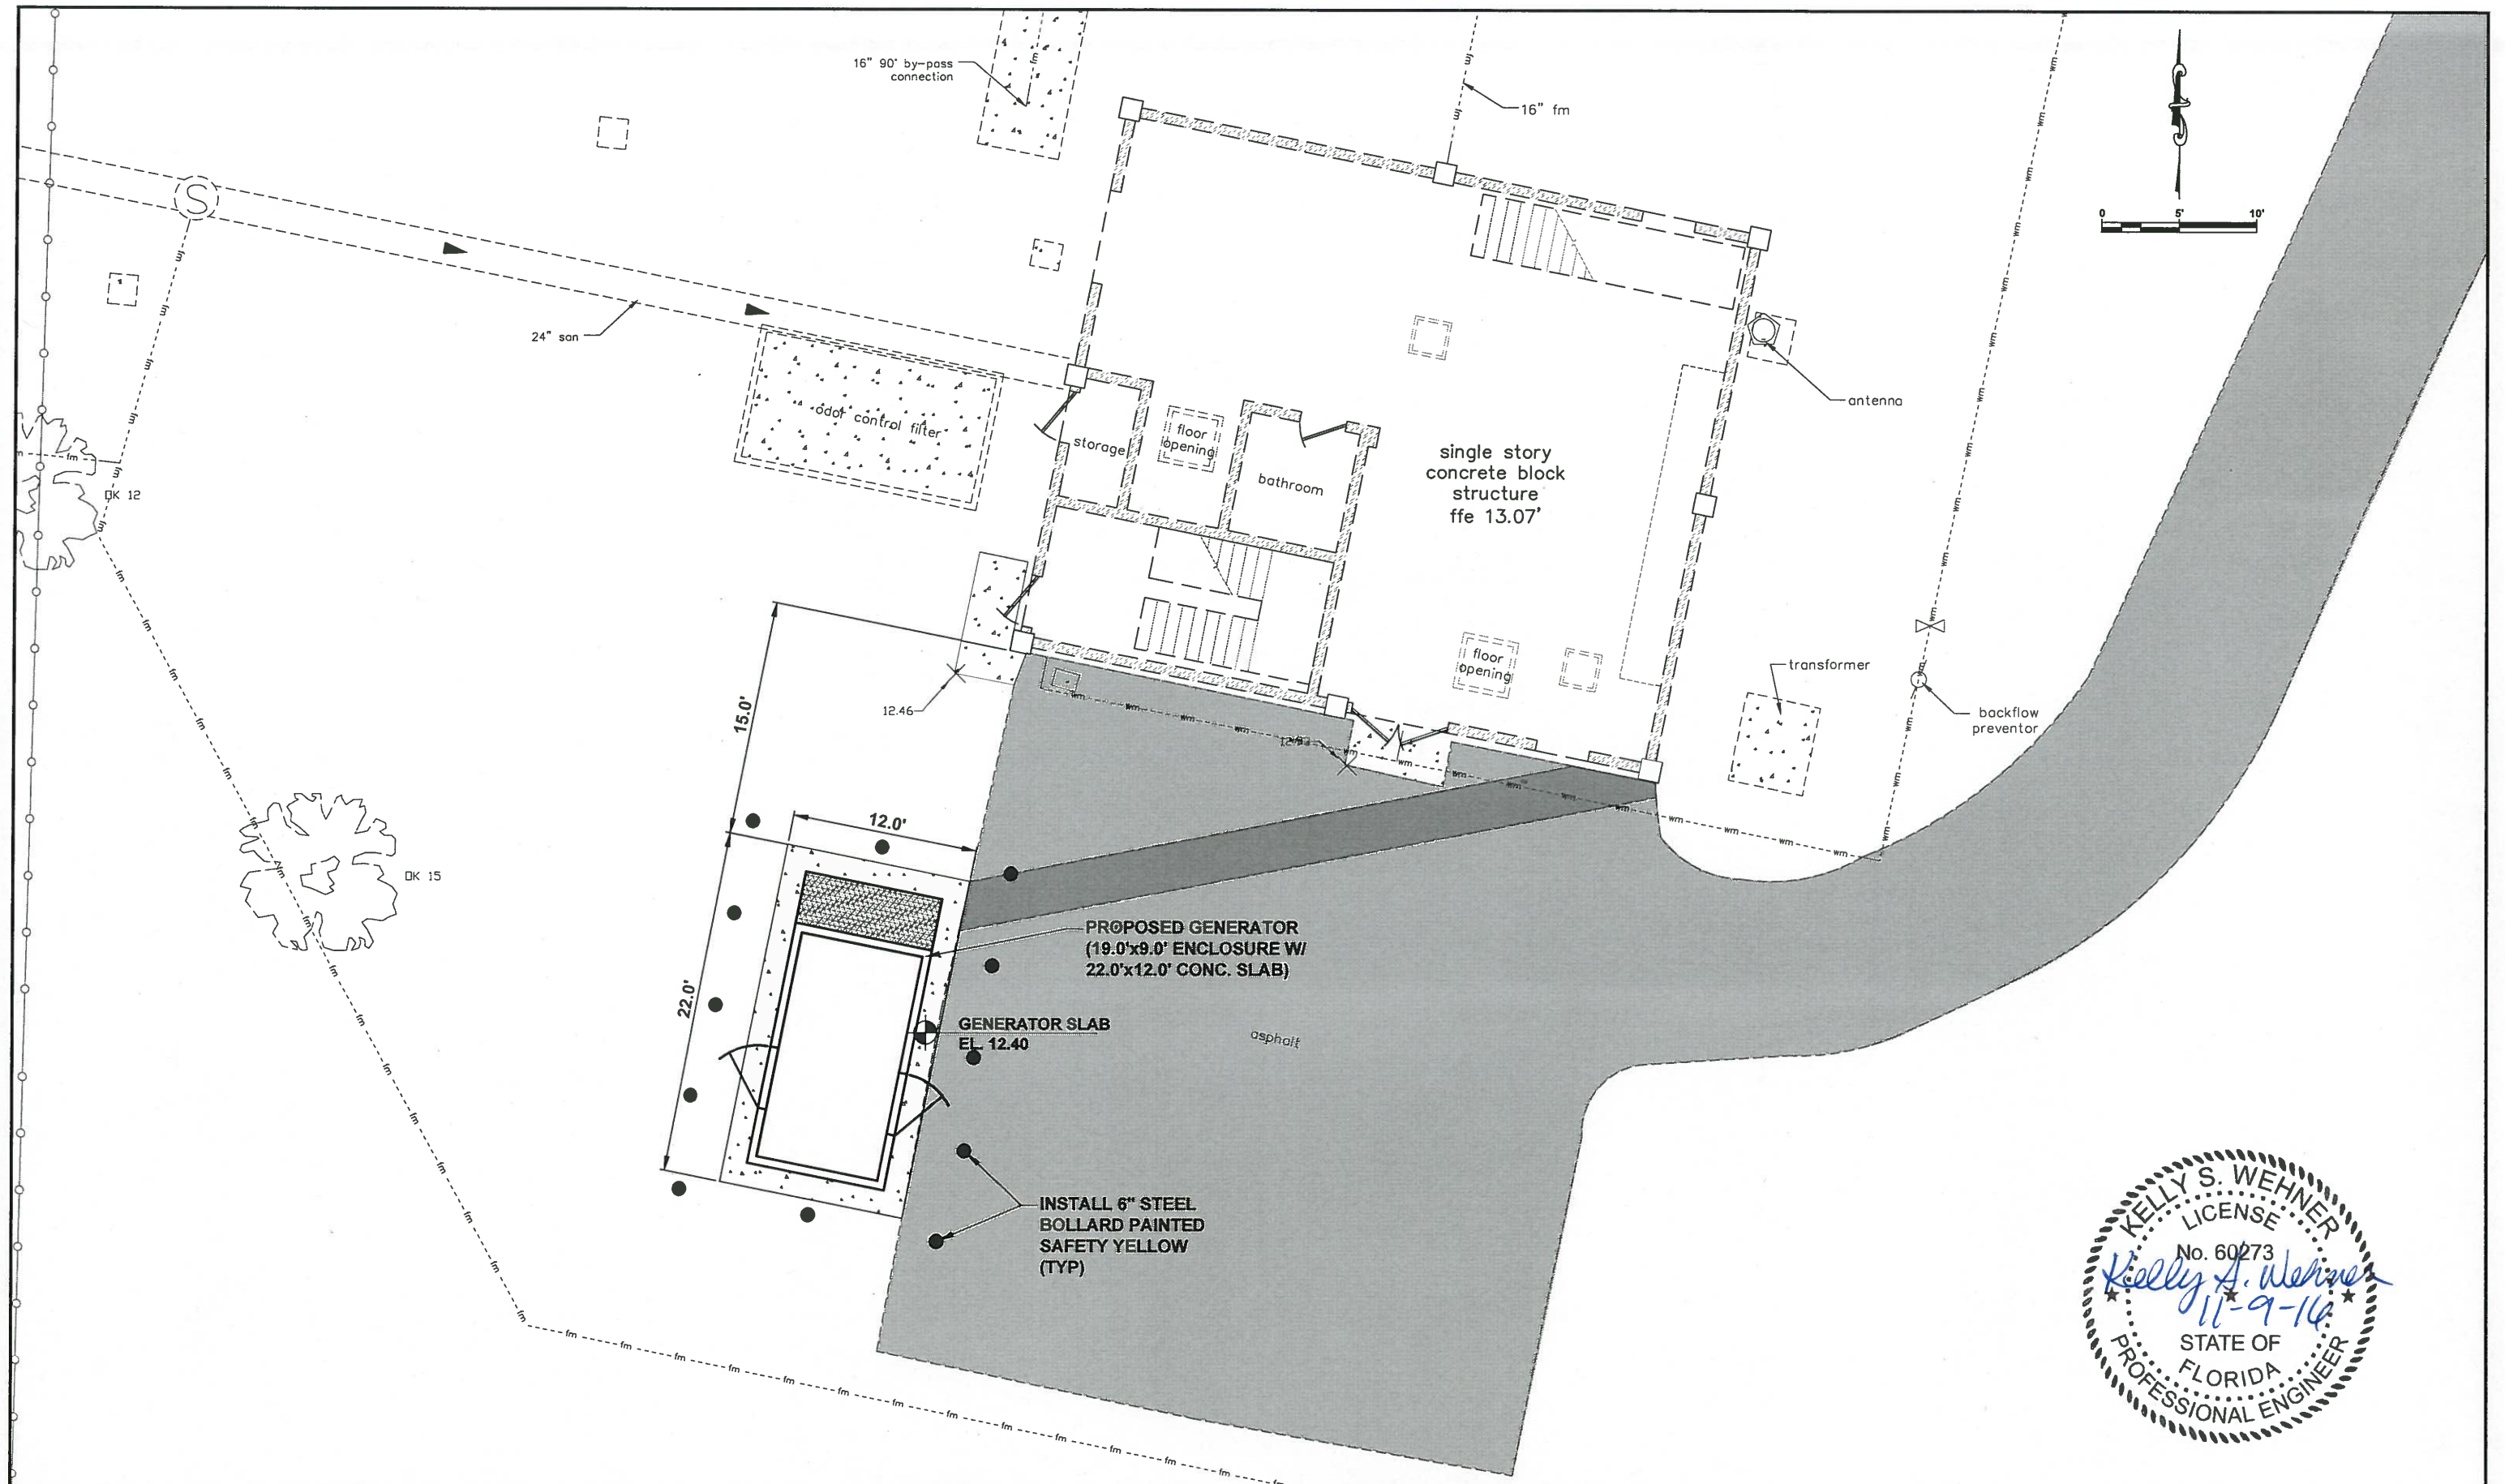 16" 90° by-pass
connection
16" fm
0 5' 10'
S
24" san
odor control filter
antenna
storage
floor
opening
bathroom
single story
concrete block
structure
ffe 13.07'
OK 12
floor
opening
transformer
backflow
preventor
12.46
15.0'
12.0'
OK 15
PROPOSED GENERATOR
(19.0'x9.0' ENCLOSURE W/
22.0'x12.0' CONC. SLAB)
22.0'
GENERATOR SLAB
EL. 12.40
asphalt
INSTALL 6" STEEL
BOLLARD PAINTED
SAFETY YELLOW
(TYP)
fm
wm
KELLY S. WEHNER
LICENSE
No. 60273
Kelly S. Wehner
11-9-16
STATE OF
FLORIDA
PROFESSIONAL ENGINEER